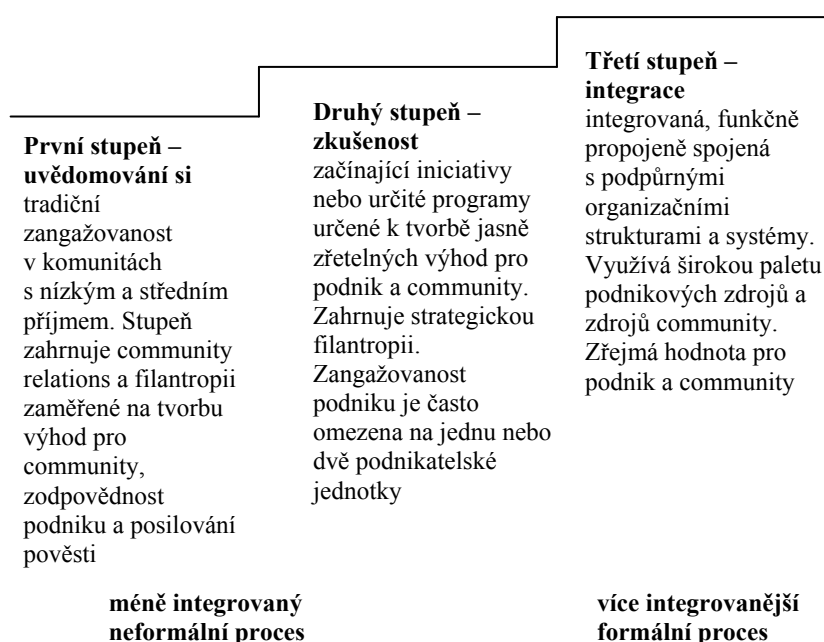 První stupeň –
uvědomování si
tradiční
zangažovanost
v komunitách
s nízkým a středním
příjmem. Stupeň
zahrnuje community
relations a filantropii
zaměřené na tvorbu
výhod pro
community,
zodpovědnost
podniku a posilování
pověsti
Druhý stupeň –
zkušenost
začínající iniciativy
nebo určité programy
určené k tvorbě jasně
zřetelných výhod pro
podnik a community.
Zahrnuje strategickou
filantropii.
Zangažovanost
podniku je často
omezena na jednu nebo
dvě podnikatelské
jednotky
Třetí stupeň –
integrace
integrovaná, funkčně
propojeně spojená
s podpůrnými
organizačními
strukturami a systémy.
Využívá širokou paletu
podnikových zdrojů a
zdrojů community.
Zřejmá hodnota pro
podnik a community
méně integrovaný
neformální proces
více integrovanější
formální proces